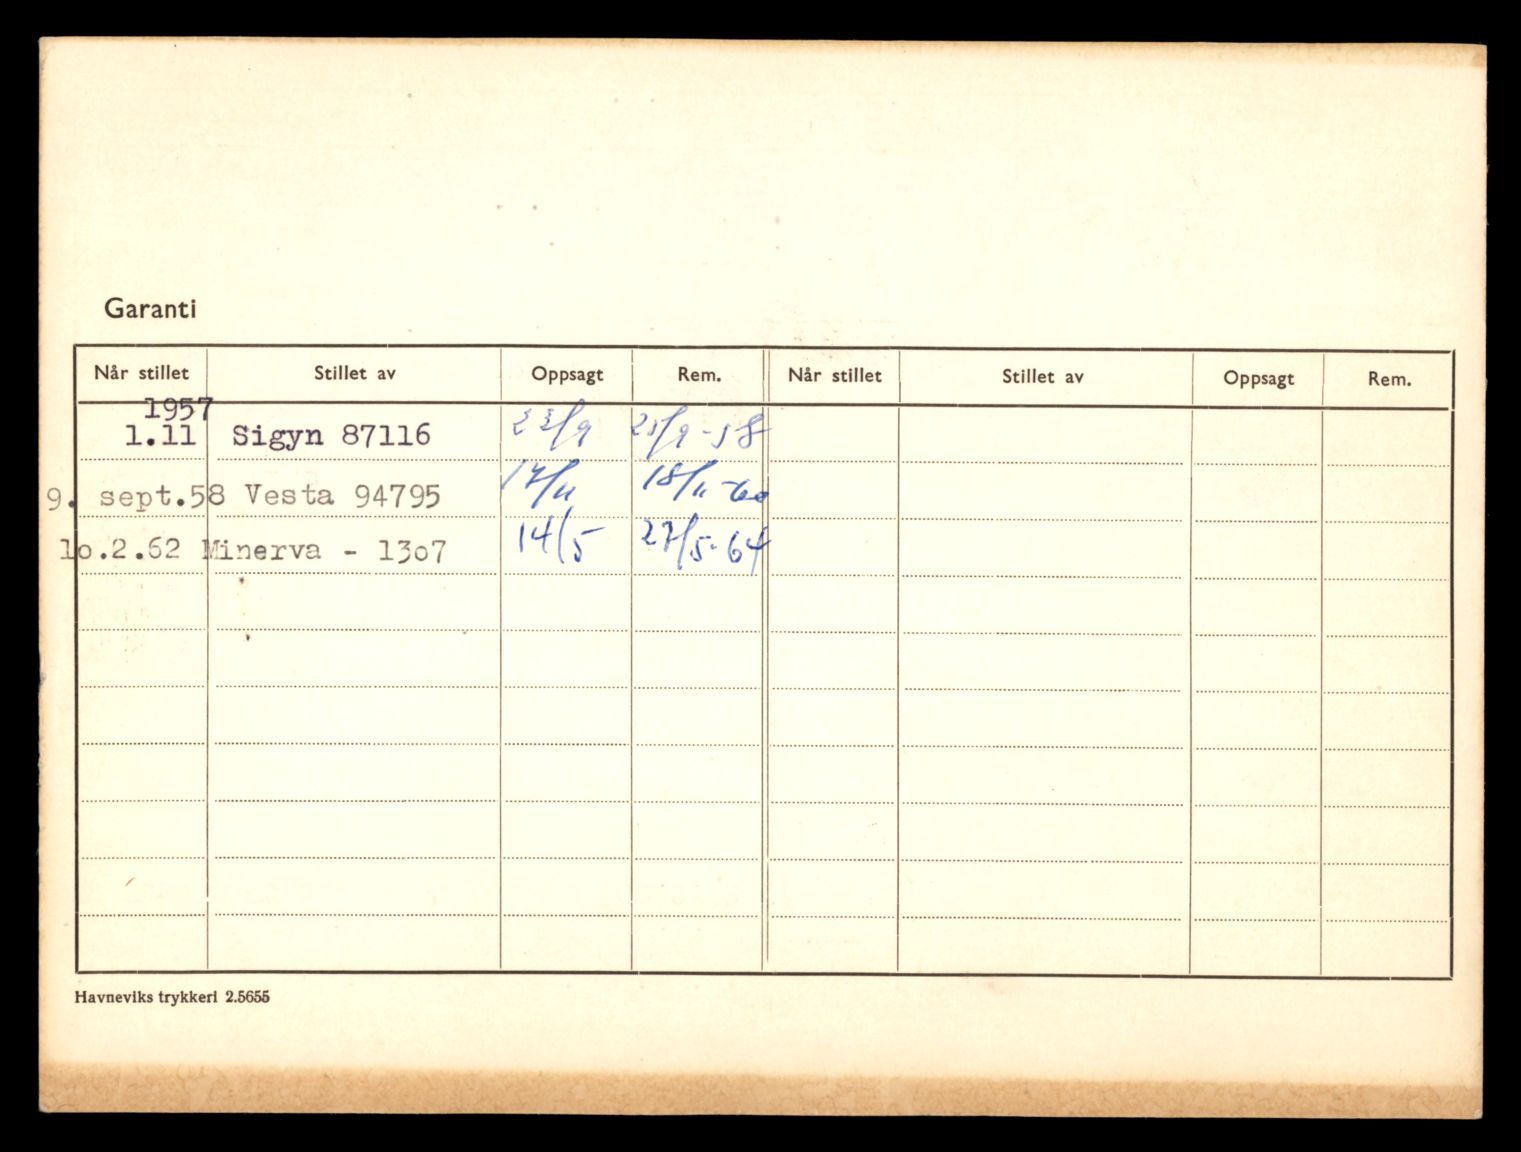 Garanti
Når stillet Stillet av Oppsagt Rem. Når stillet Stillet av Oppsagt Rem.
1957
1.11 Sigyn 87116 23/9 25/9-58
9. sept.58 Vesta 94795 17/11 18/11-60
lo.2.62 Minerva - 13o7 14/5 27/5-64
Havneviks trykkeri 2.5655